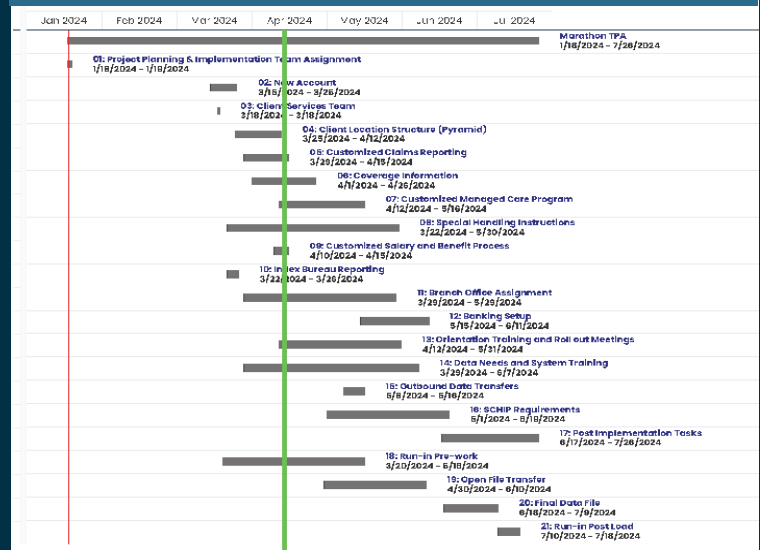 Jan 2024 Feb 2024 Mar 2024 Apr 2024 May 2024 Jun 2024 Jul 2024
Marathon TPA
1/18/2024 - 7/26/2024
01: Project Planning & Implementation Team Assignment
1/18/2024 - 1/19/2024
02: New Account
3/15/2024 - 3/26/2024
03: Client Services Team
3/18/2024 - 3/18/2024
04: Client Location Structure (Pyramid)
3/25/2024 - 4/12/2024
05: Customized Claims Reporting
3/29/2024 - 4/15/2024
06: Coverage Information
4/1/2024 - 4/26/2024
07: Customized Managed Care Program
4/12/2024 - 5/16/2024
08: Special Handling Instructions
3/22/2024 - 5/30/2024
09: Customized Salary and Benefit Process
4/10/2024 - 4/15/2024
10: Index Bureau Reporting
3/22/2024 - 3/26/2024
11: Branch Office Assignment
3/29/2024 - 5/29/2024
12: Banking Setup
5/15/2024 - 6/11/2024
13: Orientation Training and Roll out Meetings
4/12/2024 - 5/31/2024
14: Data Needs and System Training
3/29/2024 - 6/7/2024
15: Outbound Data Transfers
5/8/2024 - 5/16/2024
16: SCHIP Requirements
5/1/2024 - 6/19/2024
17: Post Implementation Tasks
6/17/2024 - 7/26/2024
18: Run-in Pre-work
3/20/2024 - 5/16/2024
19: Open File Transfer
4/30/2024 - 6/10/2024
20: Final Data File
6/18/2024 - 7/9/2024
21: Run-in Post Load
7/10/2024 - 7/18/2024